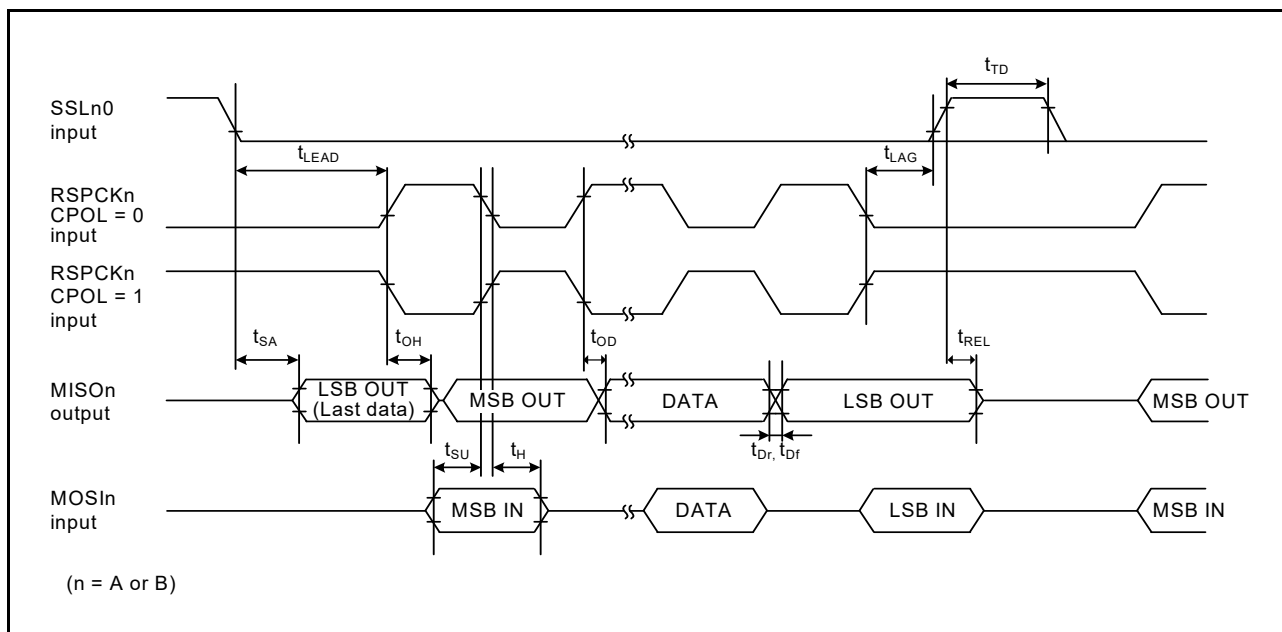 tTD
SSLn0
input
tLEAD
tLAG
RSPCKn
CPOL = 0
input
RSPCKn
CPOL = 1
input
tSA
tOH
tOD
tREL
MISOn
output
LSB OUT
(Last data)
MSB OUT
DATA
LSB OUT
MSB OUT
tSU
tH
tDr, tDf
MOSIn
input
MSB IN
DATA
LSB IN
MSB IN
(n = A or B)